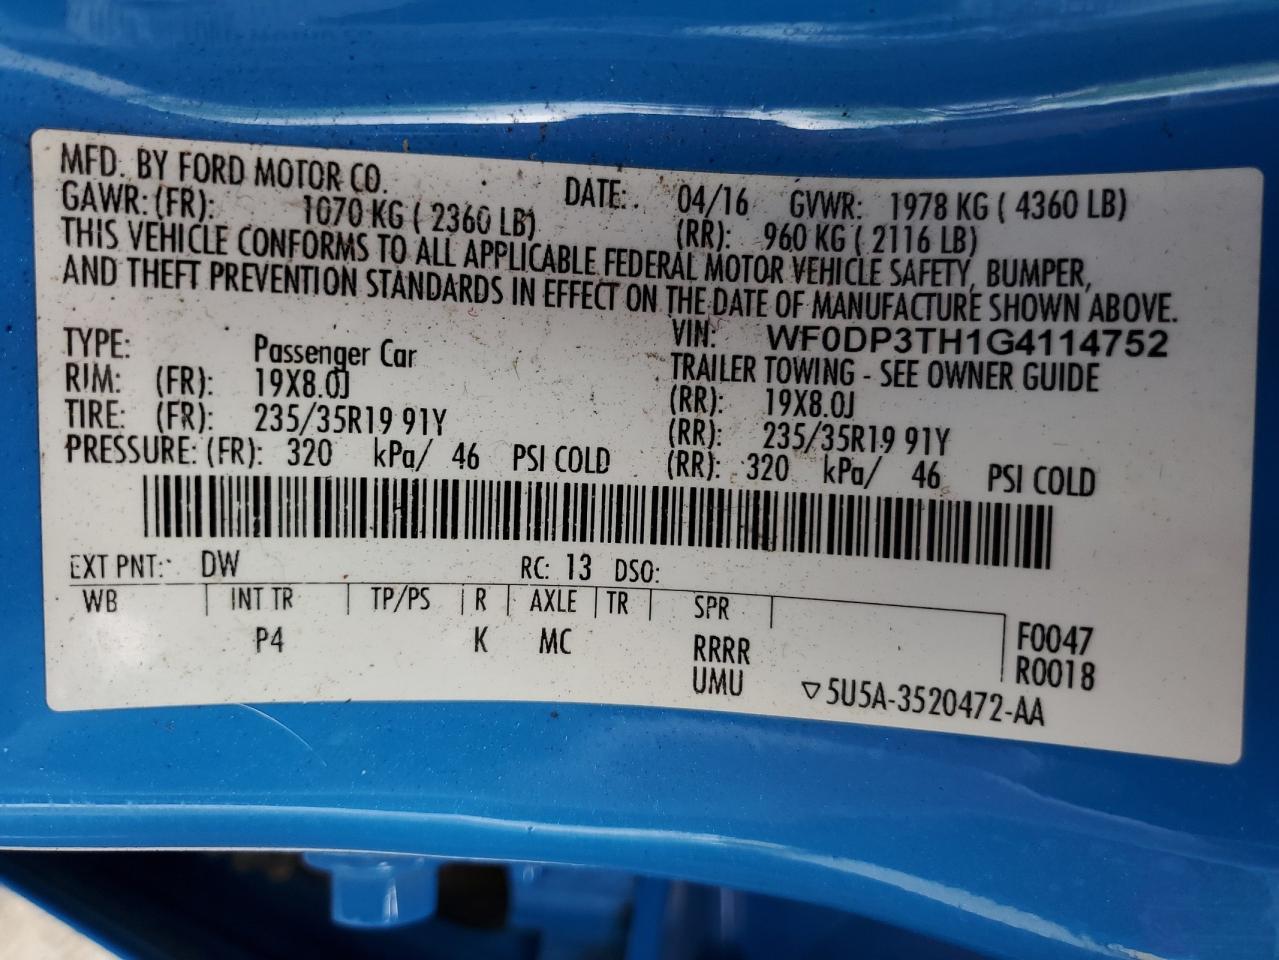 MFD. BY FORD MOTOR CO. DATE: 04/16 GVWR: 1978 KG ( 4360 LB)
GAWR: (FR): 1070 KG ( 2360 LB) (RR): 960 KG ( 2116 LB)
THIS VEHICLE CONFORMS TO ALL APPLICABLE FEDERAL MOTOR VEHICLE SAFETY, BUMPER,
AND THEFT PREVENTION STANDARDS IN EFFECT ON THE DATE OF MANUFACTURE SHOWN ABOVE.
VIN: WF0DP3TH1G4114752
TYPE: Passenger Car TRAILER TOWING - SEE OWNER GUIDE
RIM: (FR): 19X8.0J (RR): 19X8.0J
TIRE: (FR): 235/35R19 91Y (RR): 235/35R19 91Y
PRESSURE: (FR): 320 kPa/ 46 PSI COLD (RR): 320 kPa/ 46 PSI COLD
EXT PNT: DW RC: 13 DSO:
WB INT TR TP/PS R AXLE TR SPR
P4 K MC RRRR F0047
UMU R0018
▽5U5A-3520472-AA